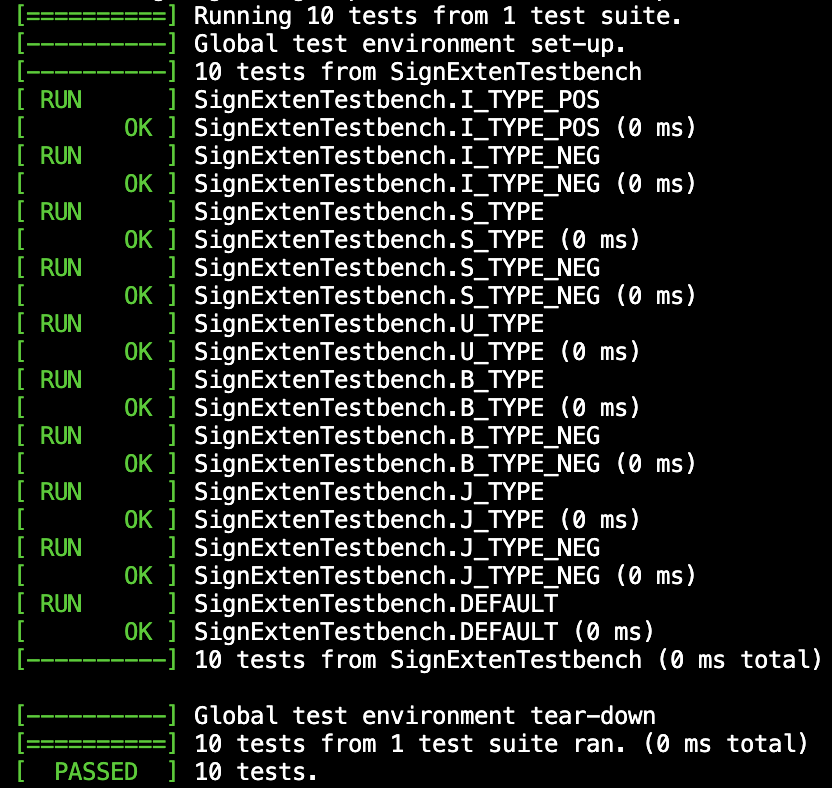 [==========] Running 10 tests from 1 test suite.
[----------] Global test environment set-up.
[----------] 10 tests from SignExtenTestbench
[ RUN      ] SignExtenTestbench.I_TYPE_POS
[       OK ] SignExtenTestbench.I_TYPE_POS (0 ms)
[ RUN      ] SignExtenTestbench.I_TYPE_NEG
[       OK ] SignExtenTestbench.I_TYPE_NEG (0 ms)
[ RUN      ] SignExtenTestbench.S_TYPE
[       OK ] SignExtenTestbench.S_TYPE (0 ms)
[ RUN      ] SignExtenTestbench.S_TYPE_NEG
[       OK ] SignExtenTestbench.S_TYPE_NEG (0 ms)
[ RUN      ] SignExtenTestbench.U_TYPE
[       OK ] SignExtenTestbench.U_TYPE (0 ms)
[ RUN      ] SignExtenTestbench.B_TYPE
[       OK ] SignExtenTestbench.B_TYPE (0 ms)
[ RUN      ] SignExtenTestbench.B_TYPE_NEG
[       OK ] SignExtenTestbench.B_TYPE_NEG (0 ms)
[ RUN      ] SignExtenTestbench.J_TYPE
[       OK ] SignExtenTestbench.J_TYPE (0 ms)
[ RUN      ] SignExtenTestbench.J_TYPE_NEG
[       OK ] SignExtenTestbench.J_TYPE_NEG (0 ms)
[ RUN      ] SignExtenTestbench.DEFAULT
[       OK ] SignExtenTestbench.DEFAULT (0 ms)
[----------] 10 tests from SignExtenTestbench (0 ms total)
[----------] Global test environment tear-down
[==========] 10 tests from 1 test suite ran. (0 ms total)
[  PASSED  ] 10 tests.